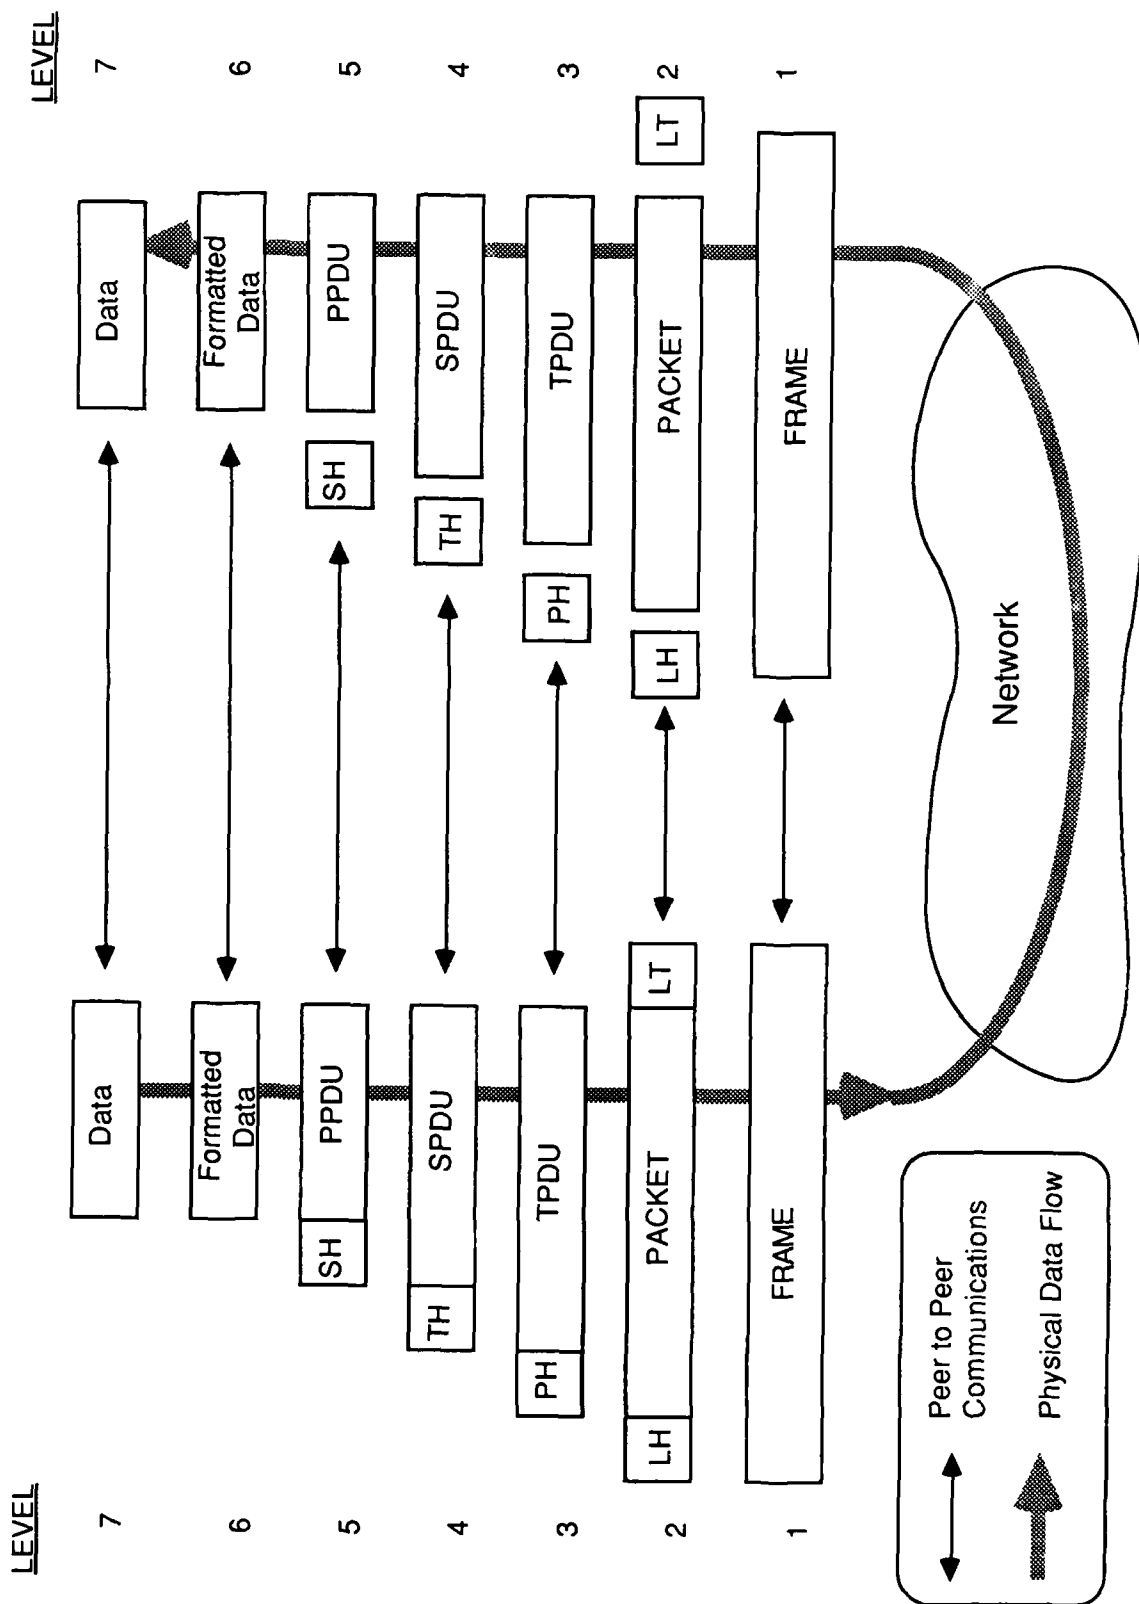 LEVEL LEVEL
7 Data Data 7
6 Formatted Data Formatted Data 6
5 SH PPDU SH PPDU 5
4 TH SPDU TH SPDU 4
3 PH TPDU PH TPDU 3
2 LH PACKET LT LH PACKET LT 2
1 FRAME FRAME 1
Network
Peer to Peer
Communications
Physical Data Flow